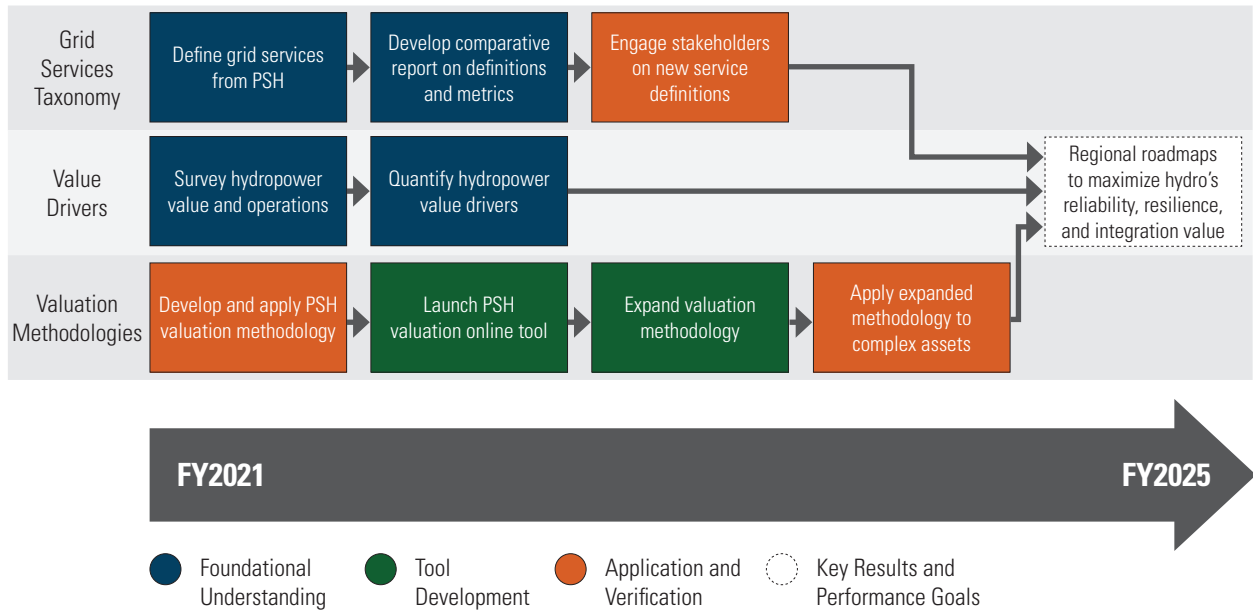 Grid
Services
Taxonomy
Define grid services
from PSH
Develop comparative
report on definitions
and metrics
Engage stakeholders
on new service
definitions
Value
Drivers
Survey hydropower
value and operations
Quantify hydropower
value drivers
Regional roadmaps
to maximize hydro's
reliability, resilience,
and integration value
Valuation
Methodologies
Develop and apply PSH
valuation methodology
Launch PSH
valuation online tool
Expand valuation
methodology
Apply expanded
methodology to
complex assets
FY2021
FY2025
Foundational
Understanding
Tool
Development
Application and
Verification
Key Results and
Performance Goals